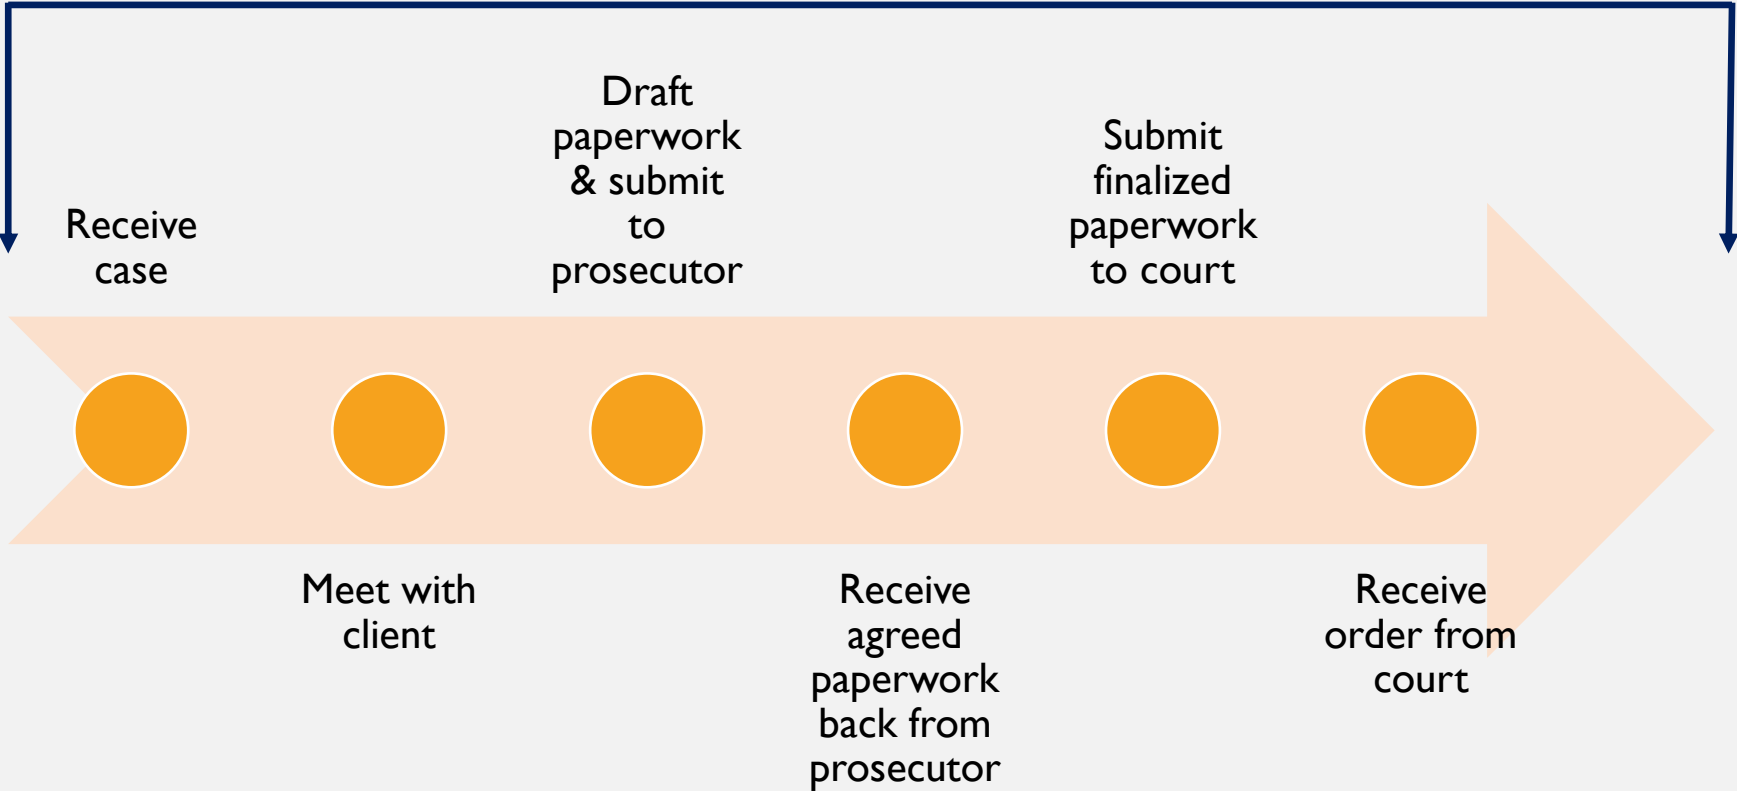 Receive
case
Meet with
client
Draft
paperwork
& submit
to
prosecutor
Receive
agreed
paperwork
back from
prosecutor
Submit
finalized
paperwork
to court
Receive
order from
court